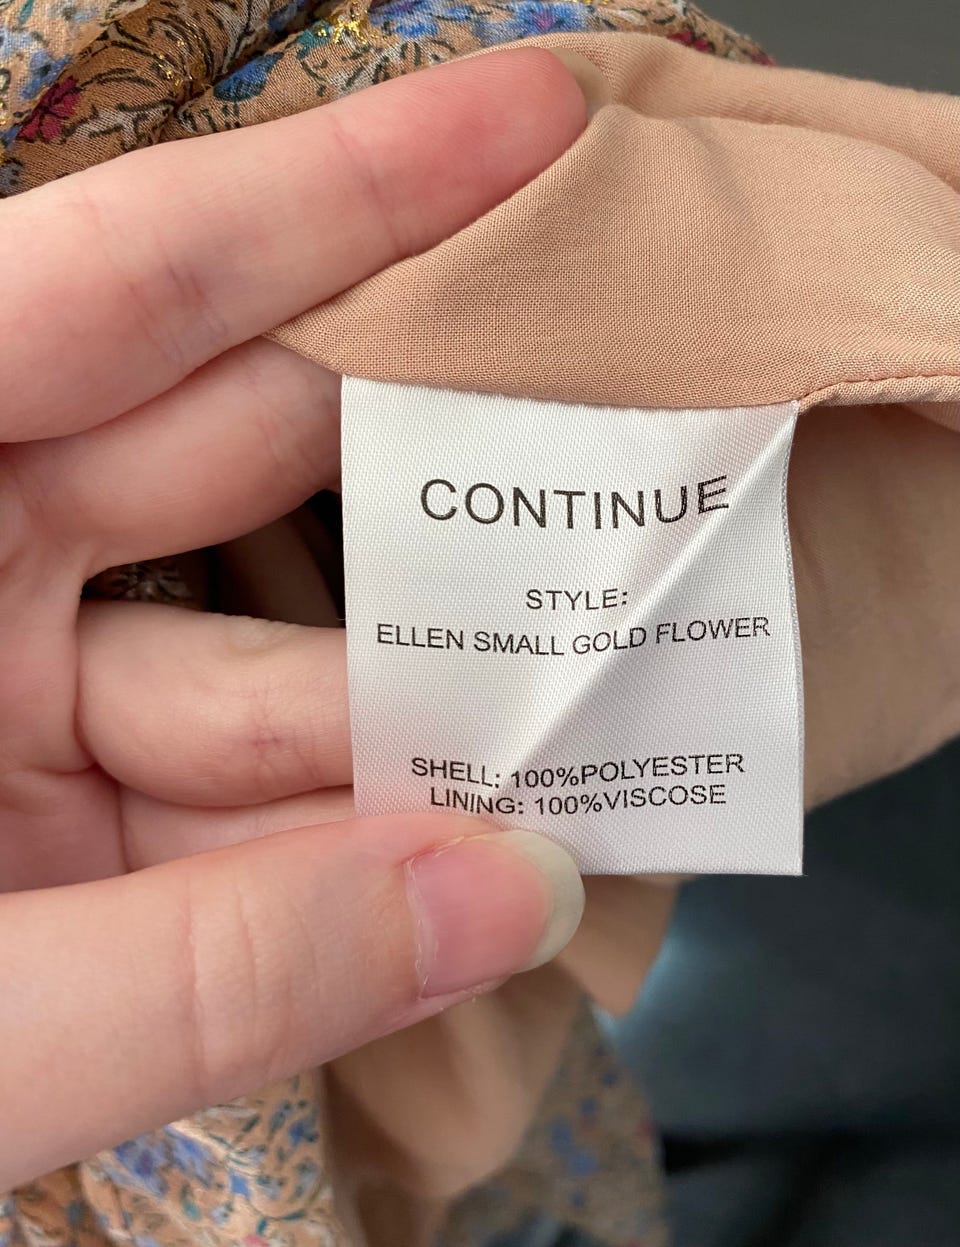 CONTINUE
STYLE:
ELLEN SMALL GOLD FLOWER
SHELL: 100%POLYESTER
LINING: 100%VISCOSE